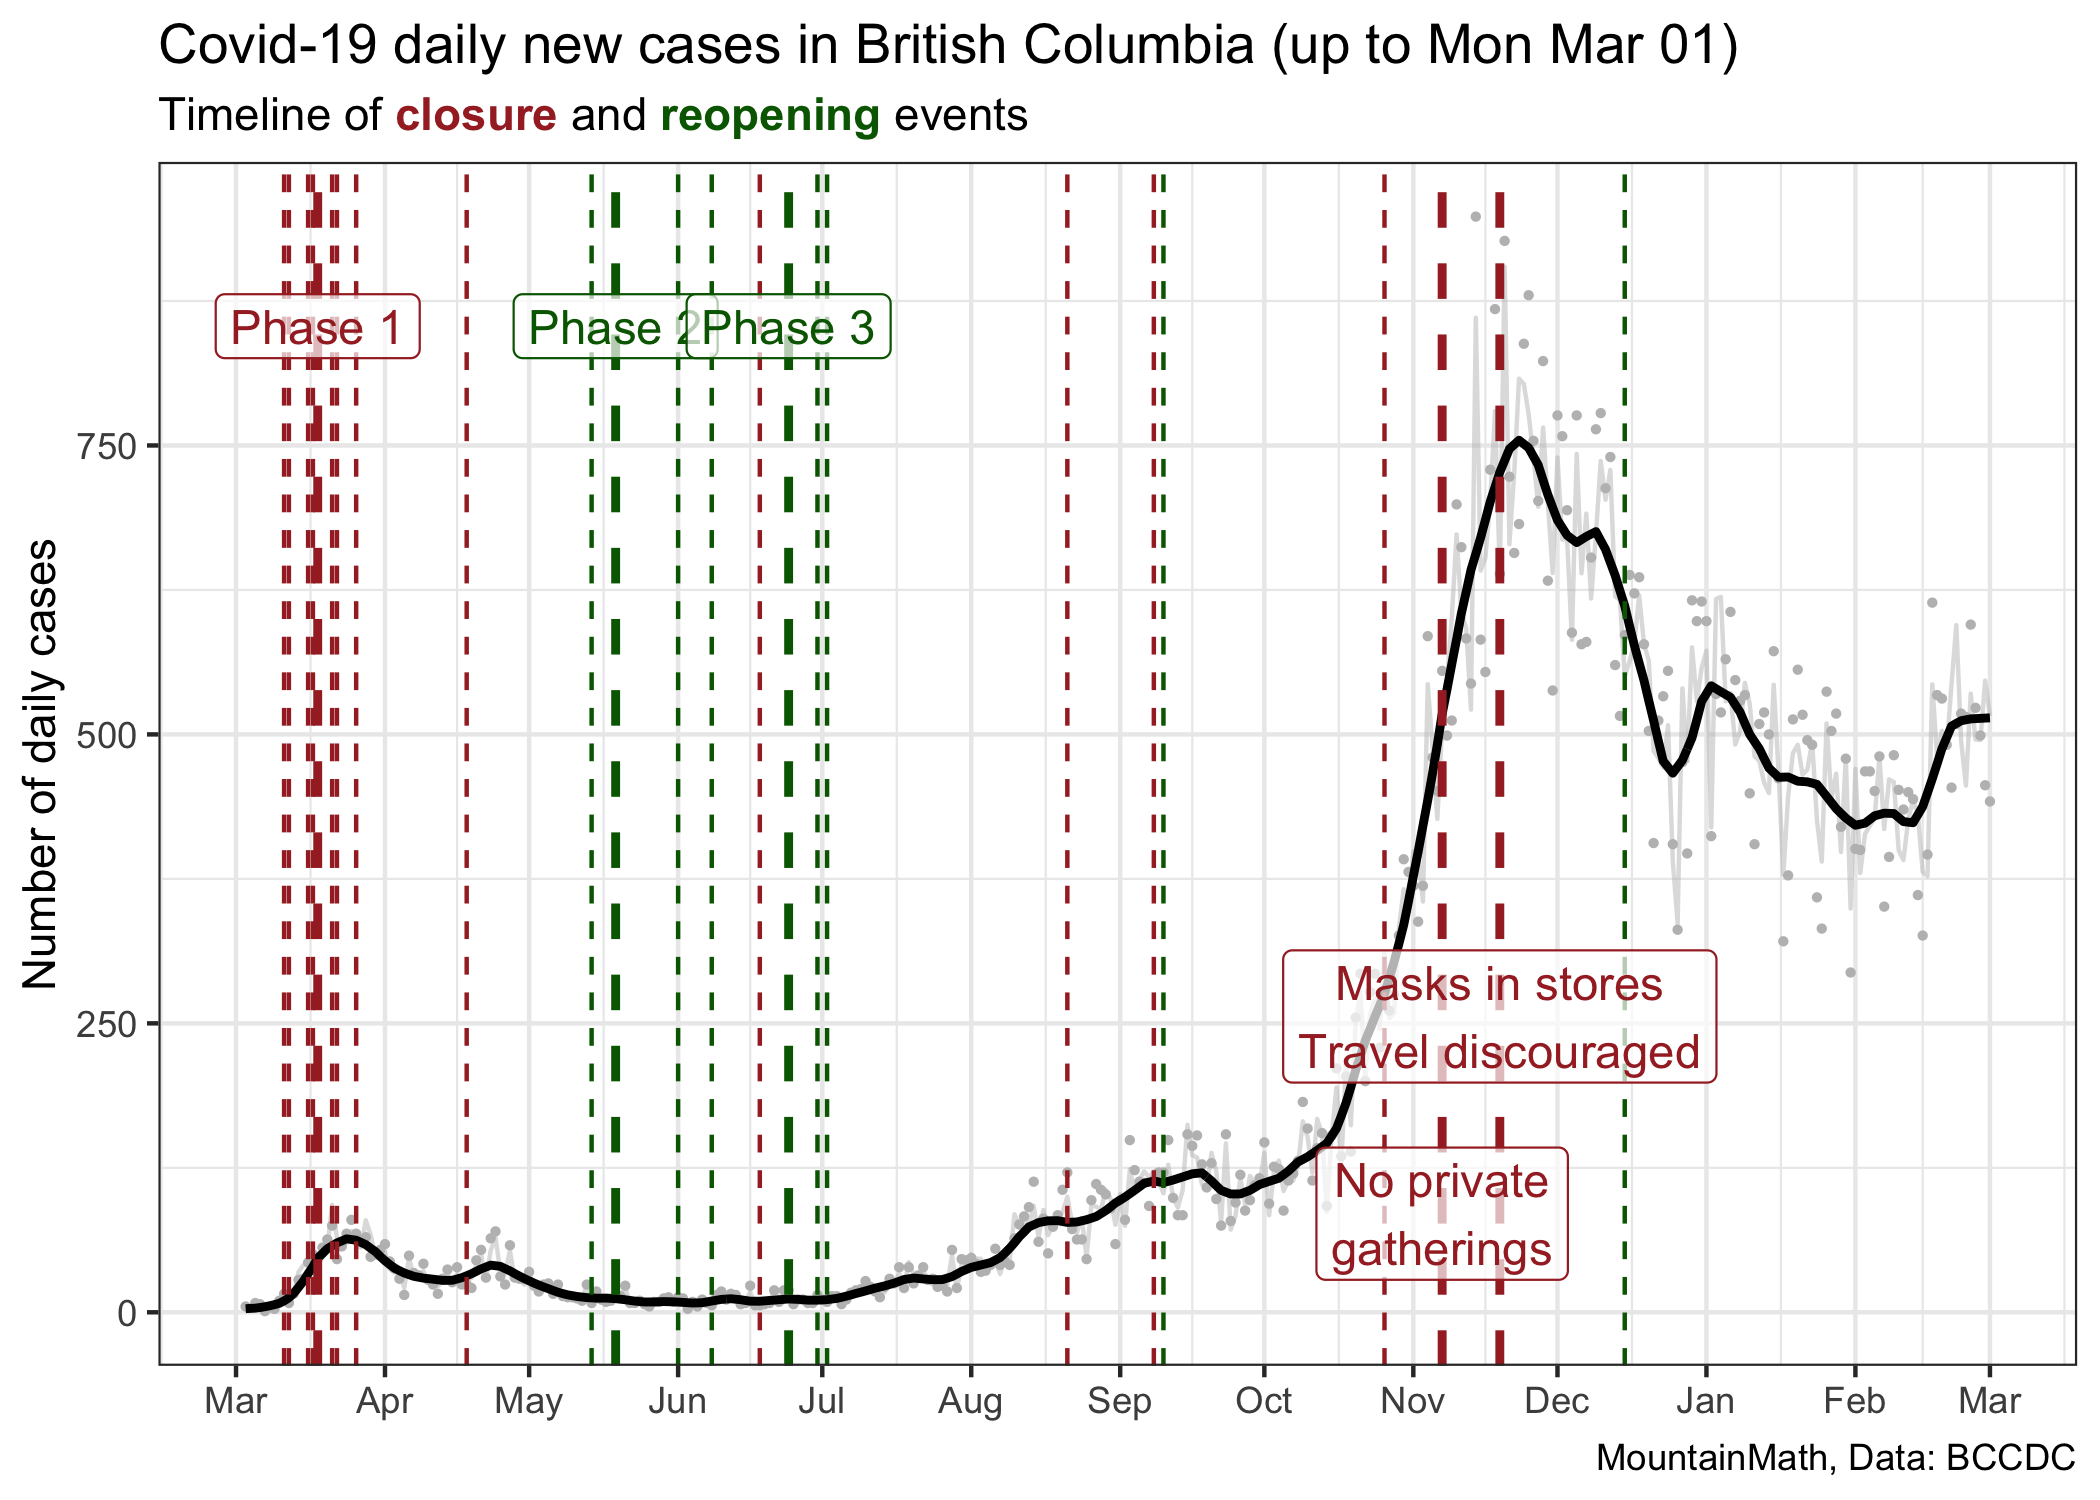 Covid-19 daily new cases in British Columbia (up to Mon Mar 01)
Timeline of closure and reopening events
Phase 1
Phase 2
Phase 3
Masks in stores
Travel discouraged
No private
gatherings
Number of daily cases
750
500
250
0
Mar Apr May Jun Jul Aug Sep Oct Nov Dec Jan Feb Mar
MountainMath, Data: BCCDC